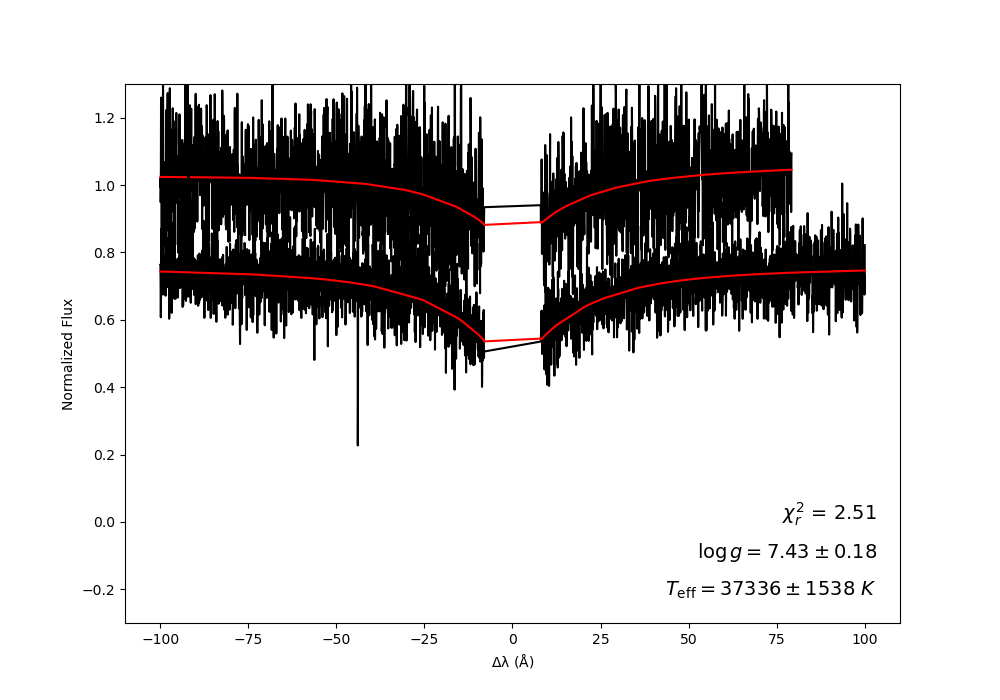 1.2
1.0
0.8
0.6
0.4
0.2
0.0
−0.2
Normalized Flux
χ²ᵣ = 2.51
log g = 7.43 ± 0.18
T_eff = 37336 ± 1538 K
−100 −75 −50 −25 0 25 50 75 100
Δλ (Å)